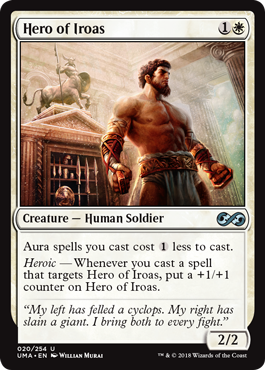 Hero of Iroas
1
Creature — Human Soldier
Aura spells you cast cost 1 less to cast.
Heroic — Whenever you cast a spell
that targets Hero of Iroas, put a +1/+1
counter on Hero of Iroas.
“My left has felled a cyclops. My right has
slain a giant. I bring both to every fight.”
2/2
020/254 U
UMA • EN Willian Murai
™ & © 2018 Wizards of the Coast